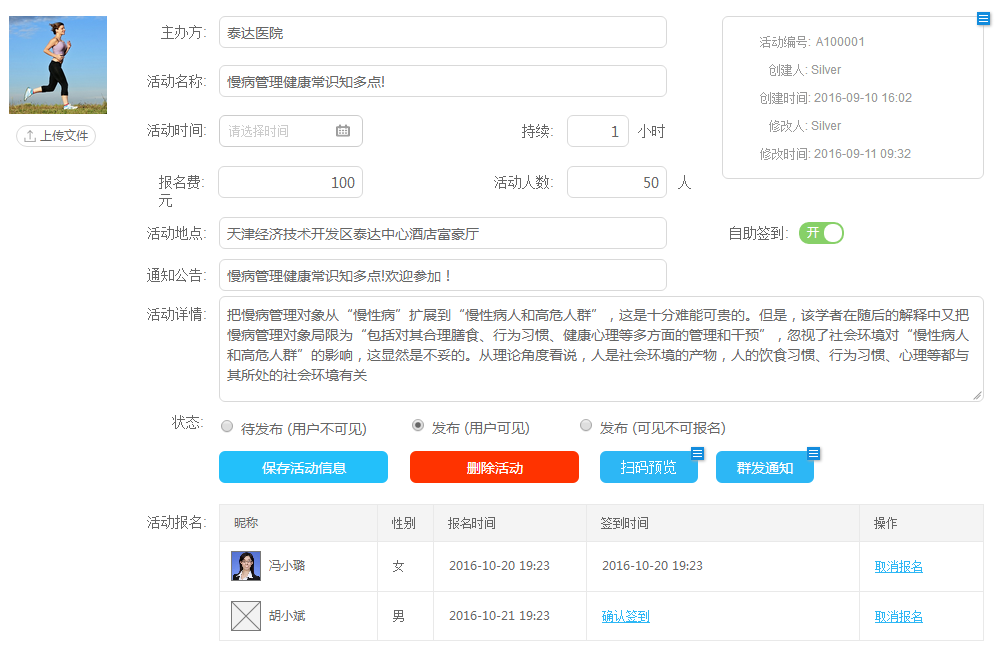 主办方: 泰达医院
活动编号: A100001
创建人: Silver
创建时间: 2016-09-10 16:02
修改人: Silver
修改时间: 2016-09-11 09:32
上传文件
活动名称: 慢病管理健康常识知多点!
活动时间: 请选择时间 持续: 1 小时
报名费: 100 活动人数: 50 人
元
活动地点: 天津经济技术开发区泰达中心酒店富豪厅 自助签到: 开
通知公告: 慢病管理健康常识知多点!欢迎参加！
活动详情: 把慢病管理对象从“慢性病”扩展到“慢性病人和高危人群”，这是十分难能可贵的。但是，该学者在随后的解释中又把
慢病管理对象局限为“包括对其合理膳食、行为习惯、健康心理等多方面的管理和干预”，忽视了社会环境对“慢性病人
和高危人群”的影响，这显然是不妥的。从理论角度看说，人是社会环境的产物，人的饮食习惯、行为习惯、心理等都与
其所处的社会环境有关
状态: 待发布 (用户不可见) 发布 (用户可见) 发布 (可见不可报名)
保存活动信息 删除活动 扫码预览 群发通知
活动报名: 昵称 性别 报名时间 签到时间 操作
冯小璐 女 2016-10-20 19:23 2016-10-20 19:23 取消报名
胡小斌 男 2016-10-21 19:23 确认签到 取消报名